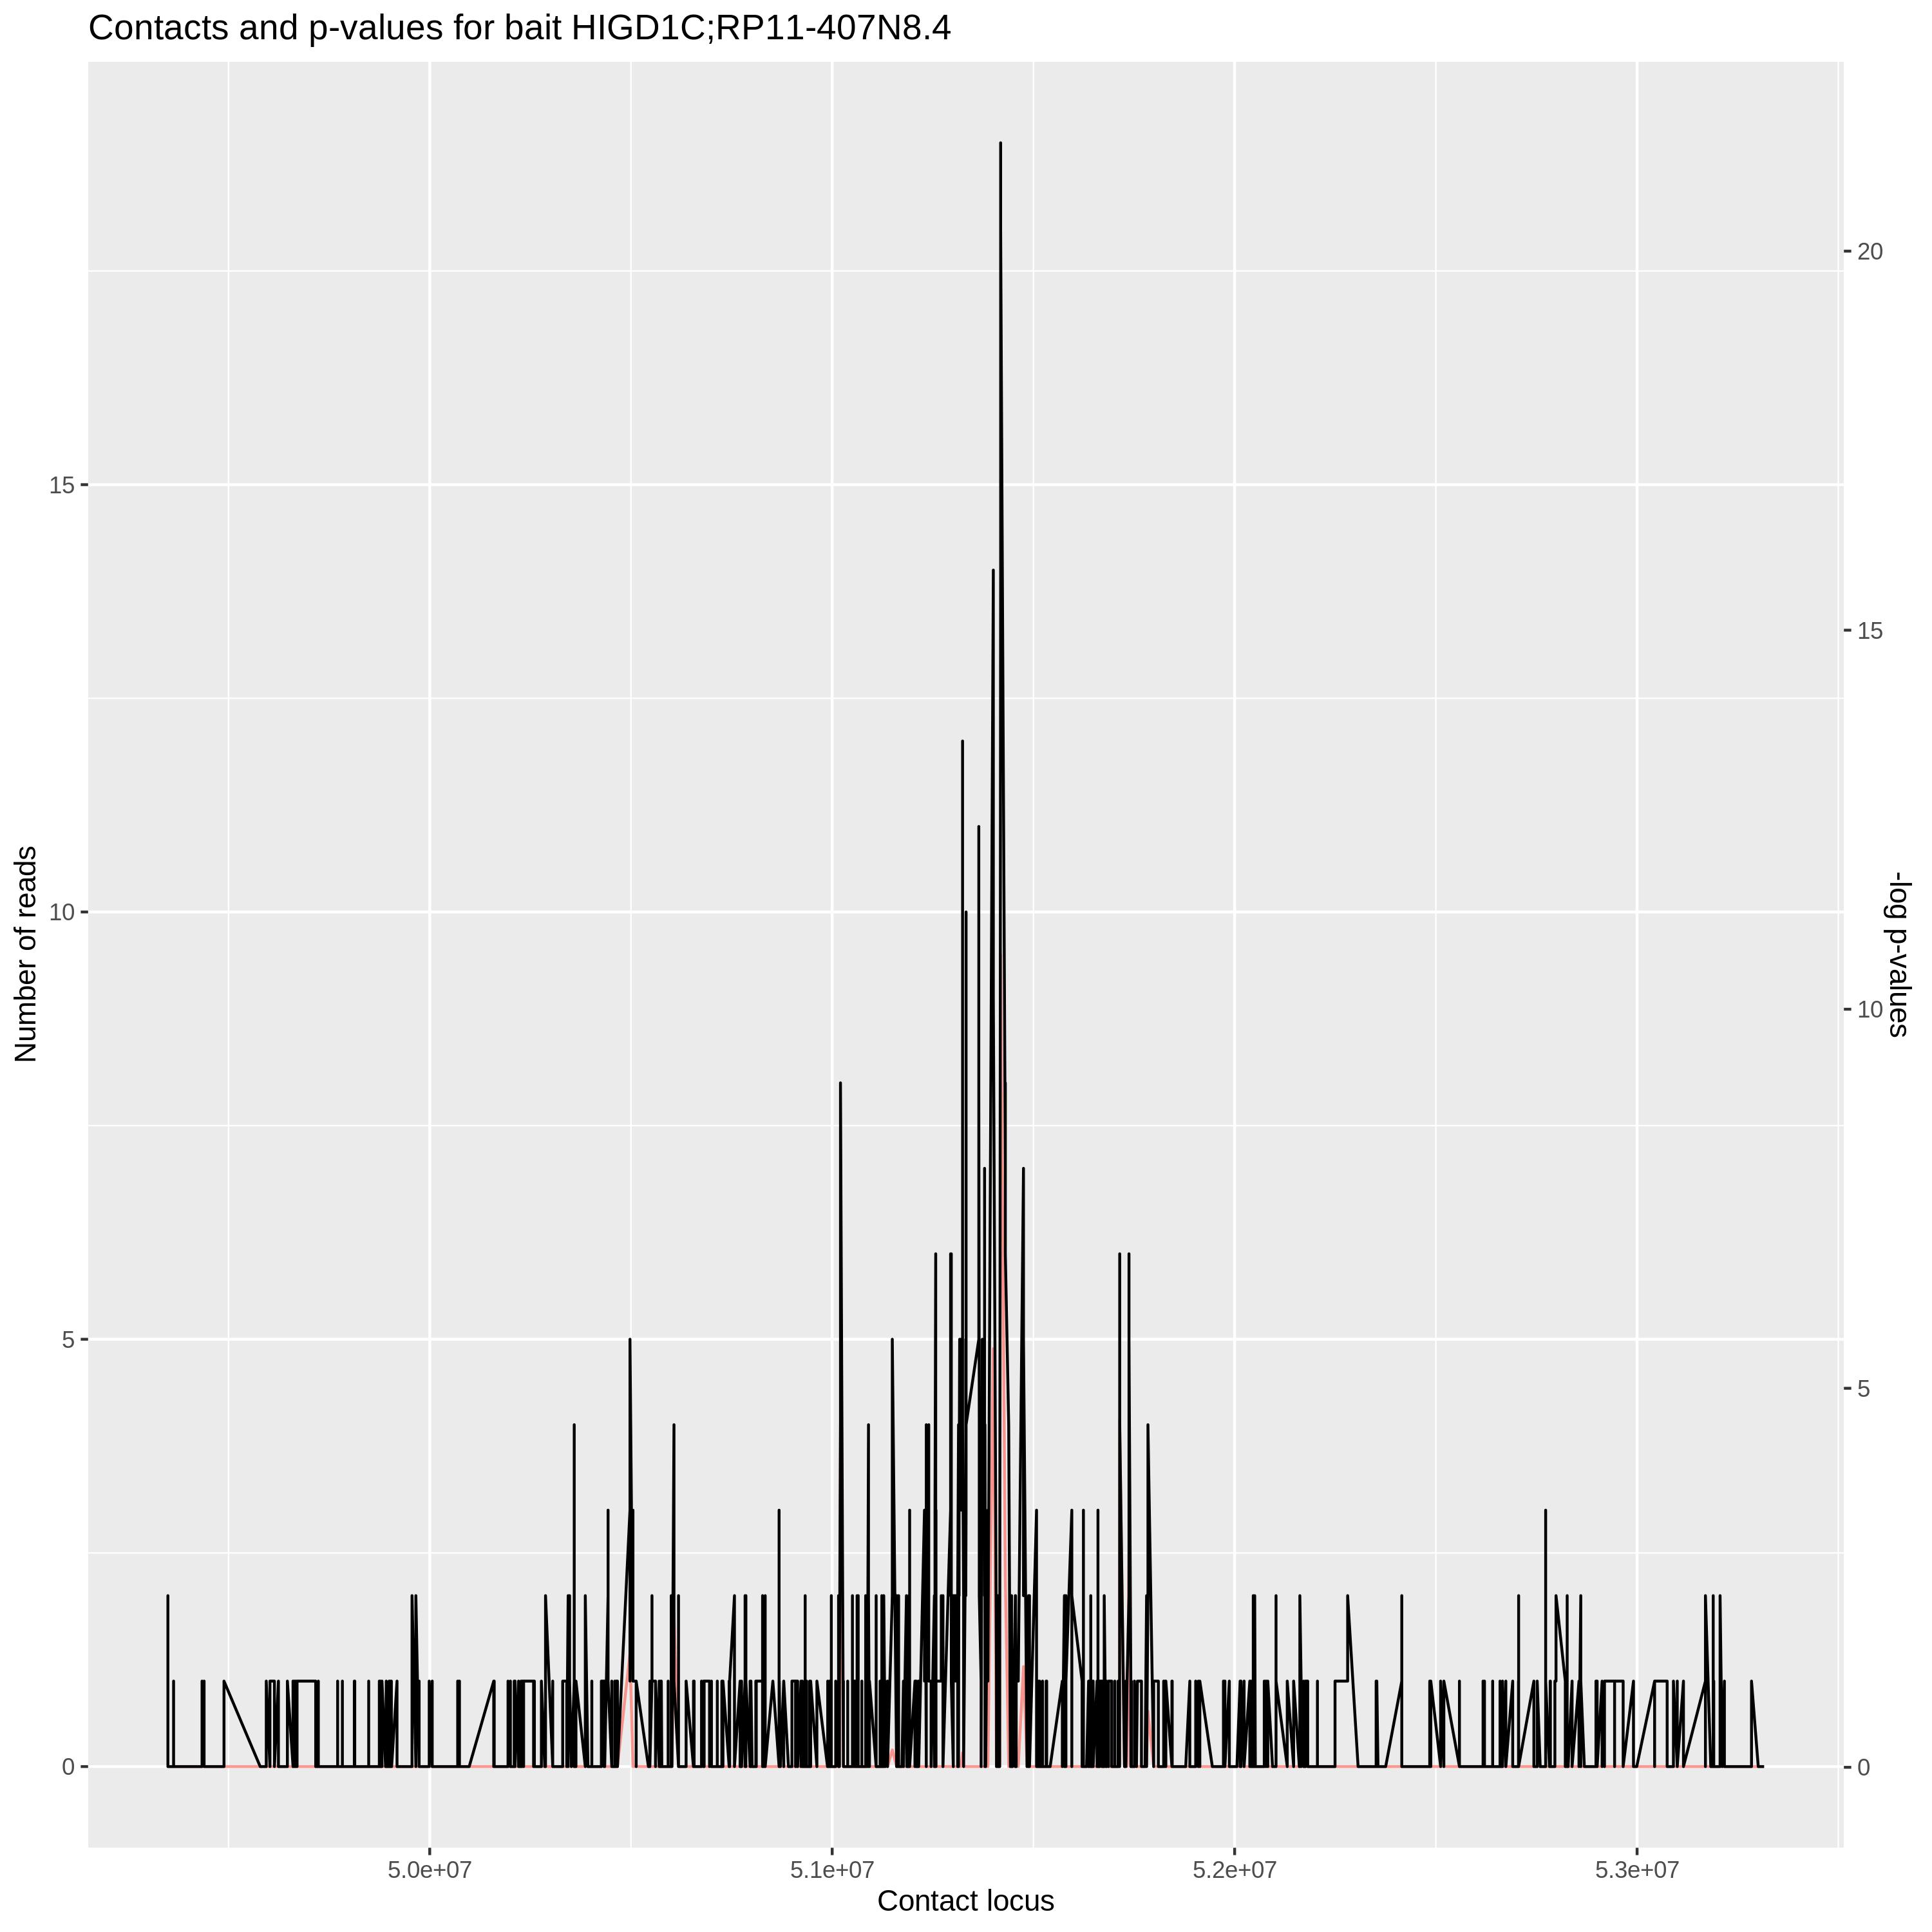 Contacts and p-values for bait HIGD1C;RP11-407N8.4
20
15
15
10
10
5
5
0
0
Number of reads
-log p-values
5.0e+07
5.1e+07
5.2e+07
5.3e+07
Contact locus